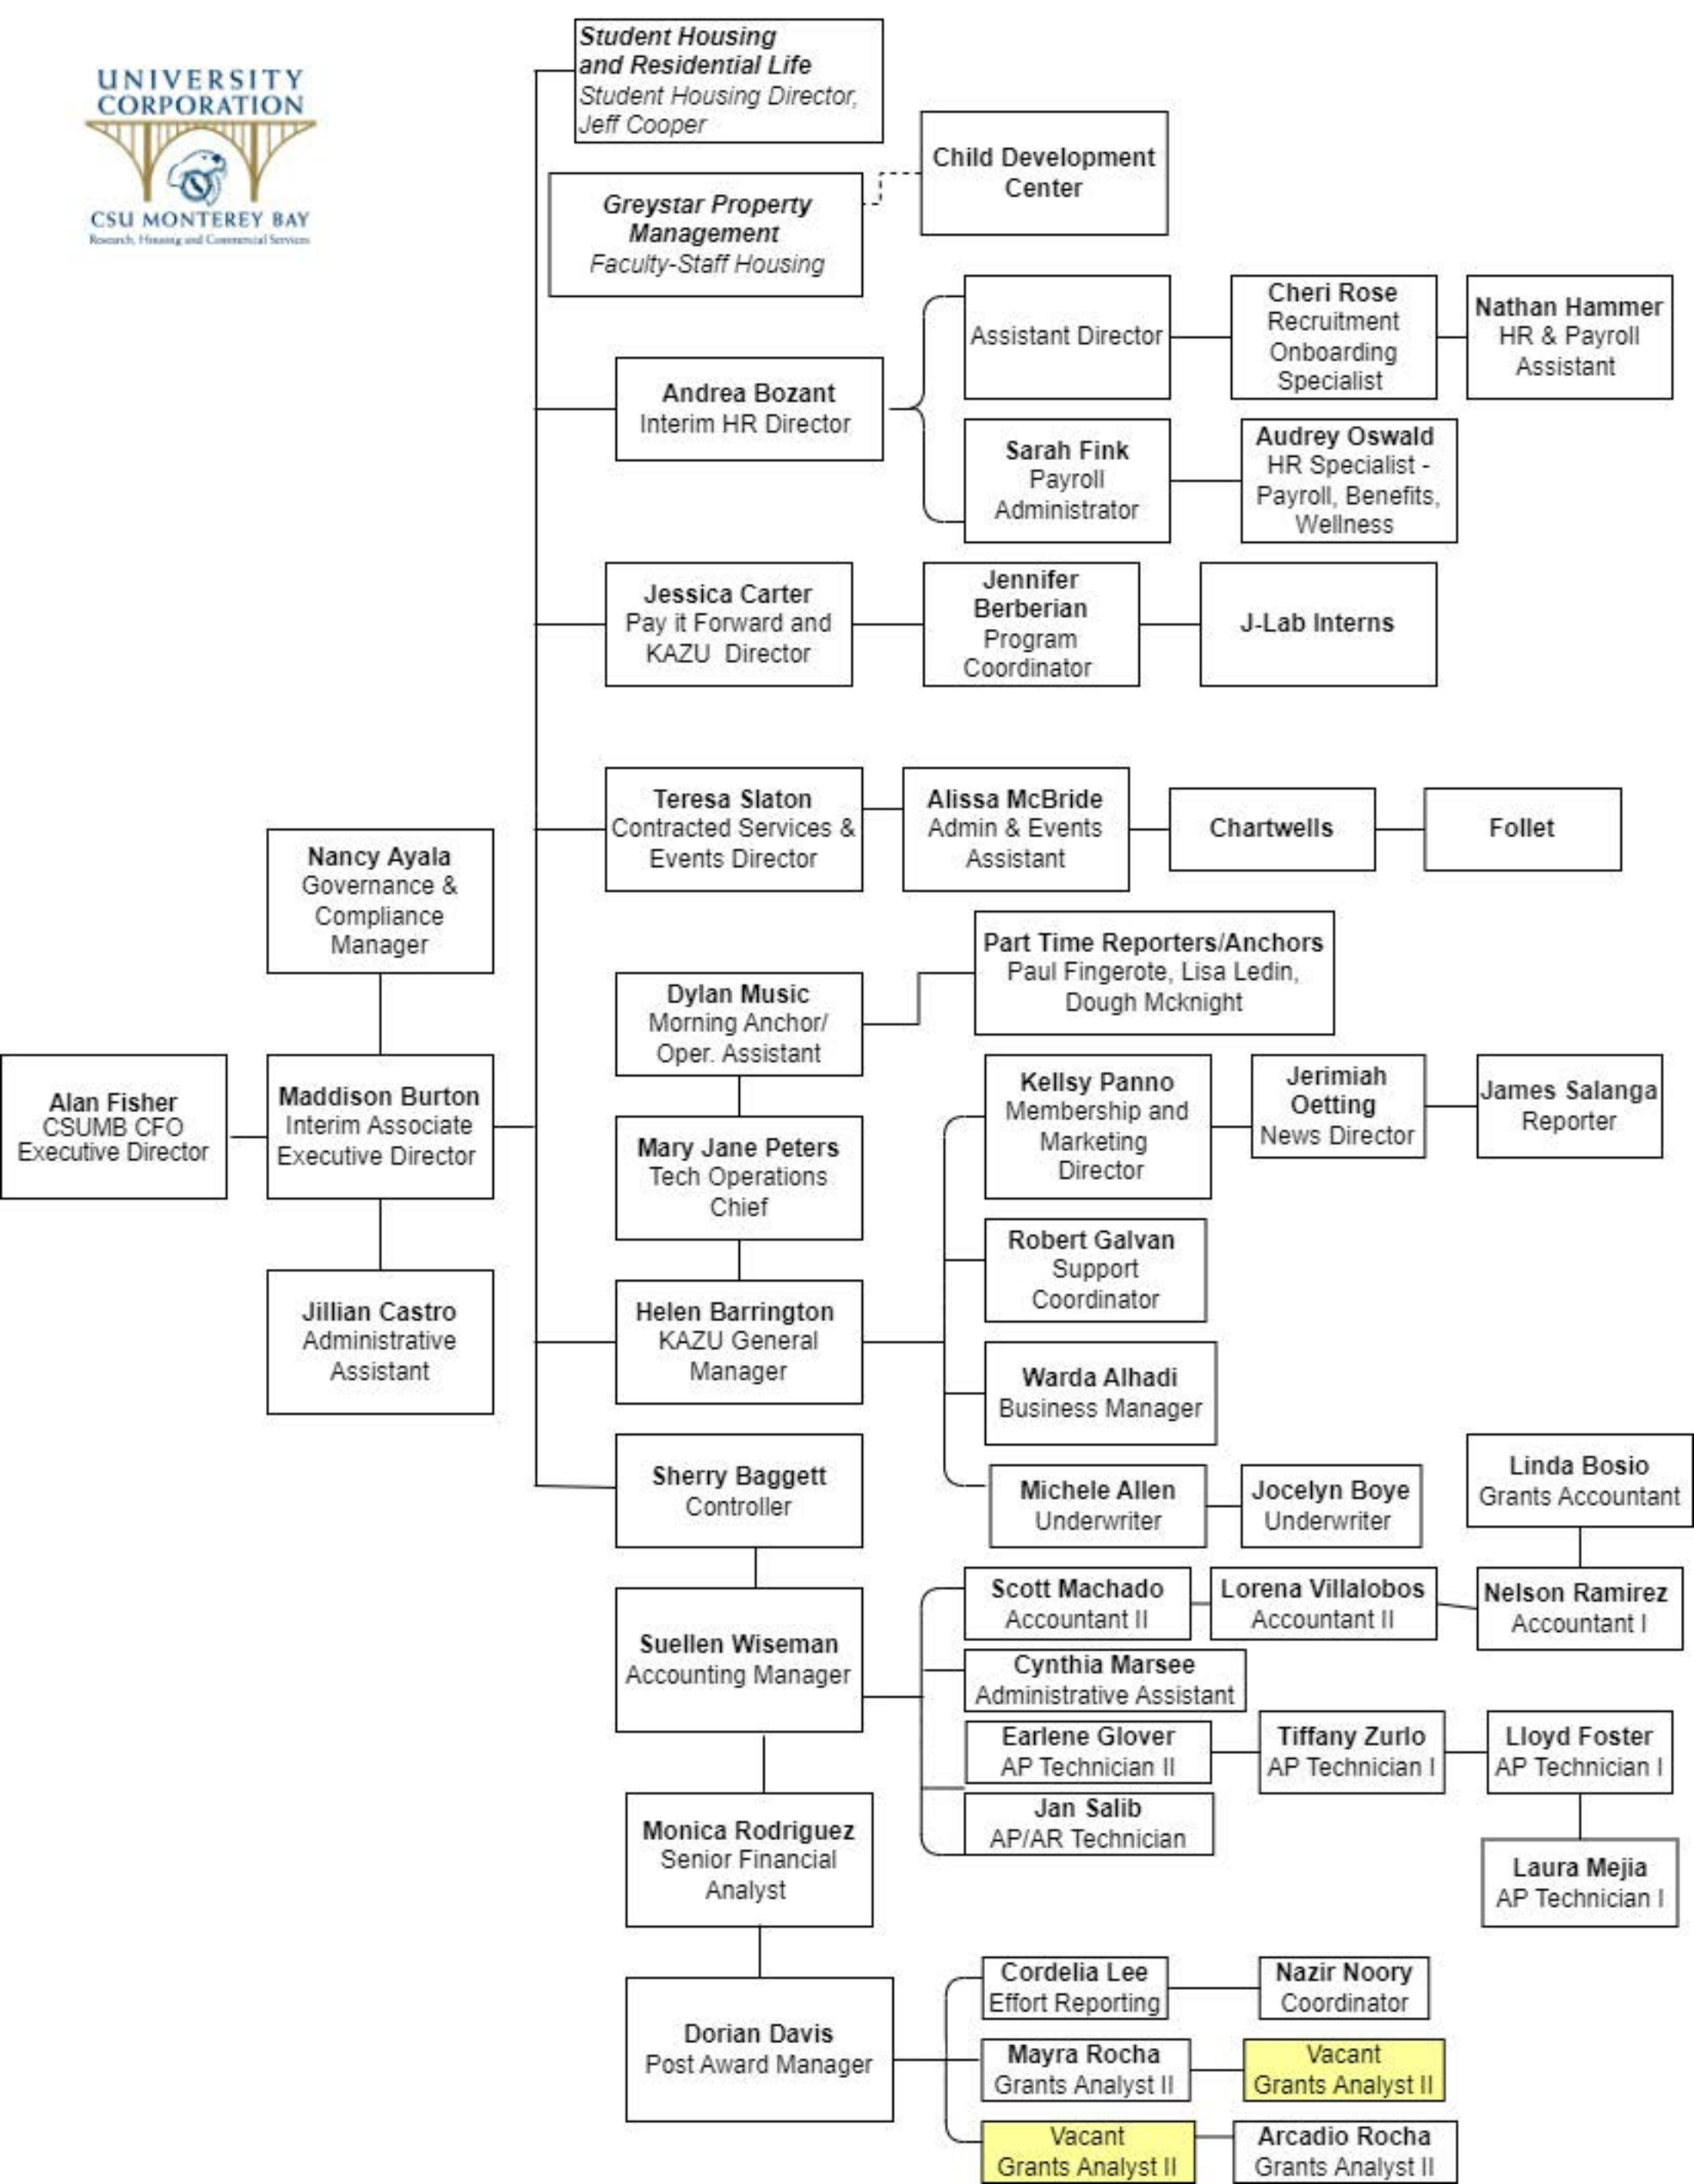 UNIVERSITY
CORPORATION
CSU MONTEREY BAY
Research, Housing and Commercial Services
Student Housing
and Residential Life
Student Housing Director,
Jeff Cooper
Greystar Property
Management
Faculty-Staff Housing
Child Development
Center
Andrea Bozant
Interim HR Director
Assistant Director
Cheri Rose
Recruitment
Onboarding
Specialist
Nathan Hammer
HR & Payroll
Assistant
Sarah Fink
Payroll
Administrator
Audrey Oswald
HR Specialist -
Payroll, Benefits,
Wellness
Jessica Carter
Pay it Forward and
KAZU Director
Jennifer
Berberian
Program
Coordinator
J-Lab Interns
Teresa Slaton
Contracted Services &
Events Director
Alissa McBride
Admin & Events
Assistant
Chartwells
Follet
Nancy Ayala
Governance &
Compliance
Manager
Alan Fisher
CSUMB CFO
Executive Director
Maddison Burton
Interim Associate
Executive Director
Jillian Castro
Administrative
Assistant
Dylan Music
Morning Anchor/
Oper. Assistant
Part Time Reporters/Anchors
Paul Fingerote, Lisa Ledin,
Dough Mcknight
Mary Jane Peters
Tech Operations
Chief
Helen Barrington
KAZU General
Manager
Kellsy Panno
Membership and
Marketing
Director
Jerimiah
Oetting
News Director
James Salanga
Reporter
Robert Galvan
Support
Coordinator
Warda Alhadi
Business Manager
Michele Allen
Underwriter
Jocelyn Boye
Underwriter
Sherry Baggett
Controller
Linda Bosio
Grants Accountant
Suellen Wiseman
Accounting Manager
Scott Machado
Accountant II
Lorena Villalobos
Accountant II
Nelson Ramirez
Accountant I
Cynthia Marsee
Administrative Assistant
Earlene Glover
AP Technician II
Tiffany Zurlo
AP Technician I
Lloyd Foster
AP Technician I
Jan Salib
AP/AR Technician
Laura Mejia
AP Technician I
Monica Rodriguez
Senior Financial
Analyst
Dorian Davis
Post Award Manager
Cordelia Lee
Effort Reporting
Nazir Noory
Coordinator
Mayra Rocha
Grants Analyst II
Vacant
Grants Analyst II
Vacant
Grants Analyst II
Arcadio Rocha
Grants Analyst II